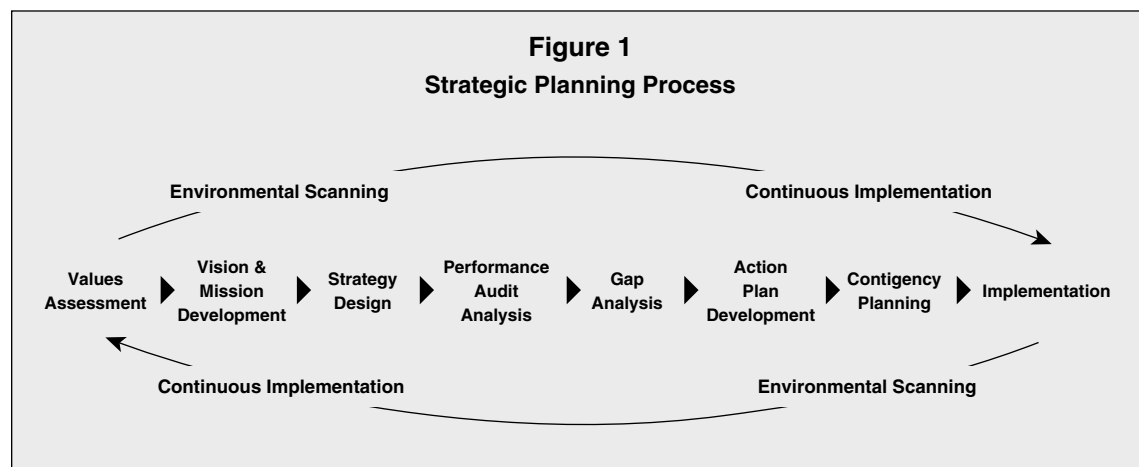 Figure 1
Strategic Planning Process
Environmental Scanning
Continuous Implementation
Values
Assessment
Vision &
Mission
Development
Strategy
Design
Performance
Audit
Analysis
Gap
Analysis
Action
Plan
Development
Contigency
Planning
Implementation
Continuous Implementation
Environmental Scanning